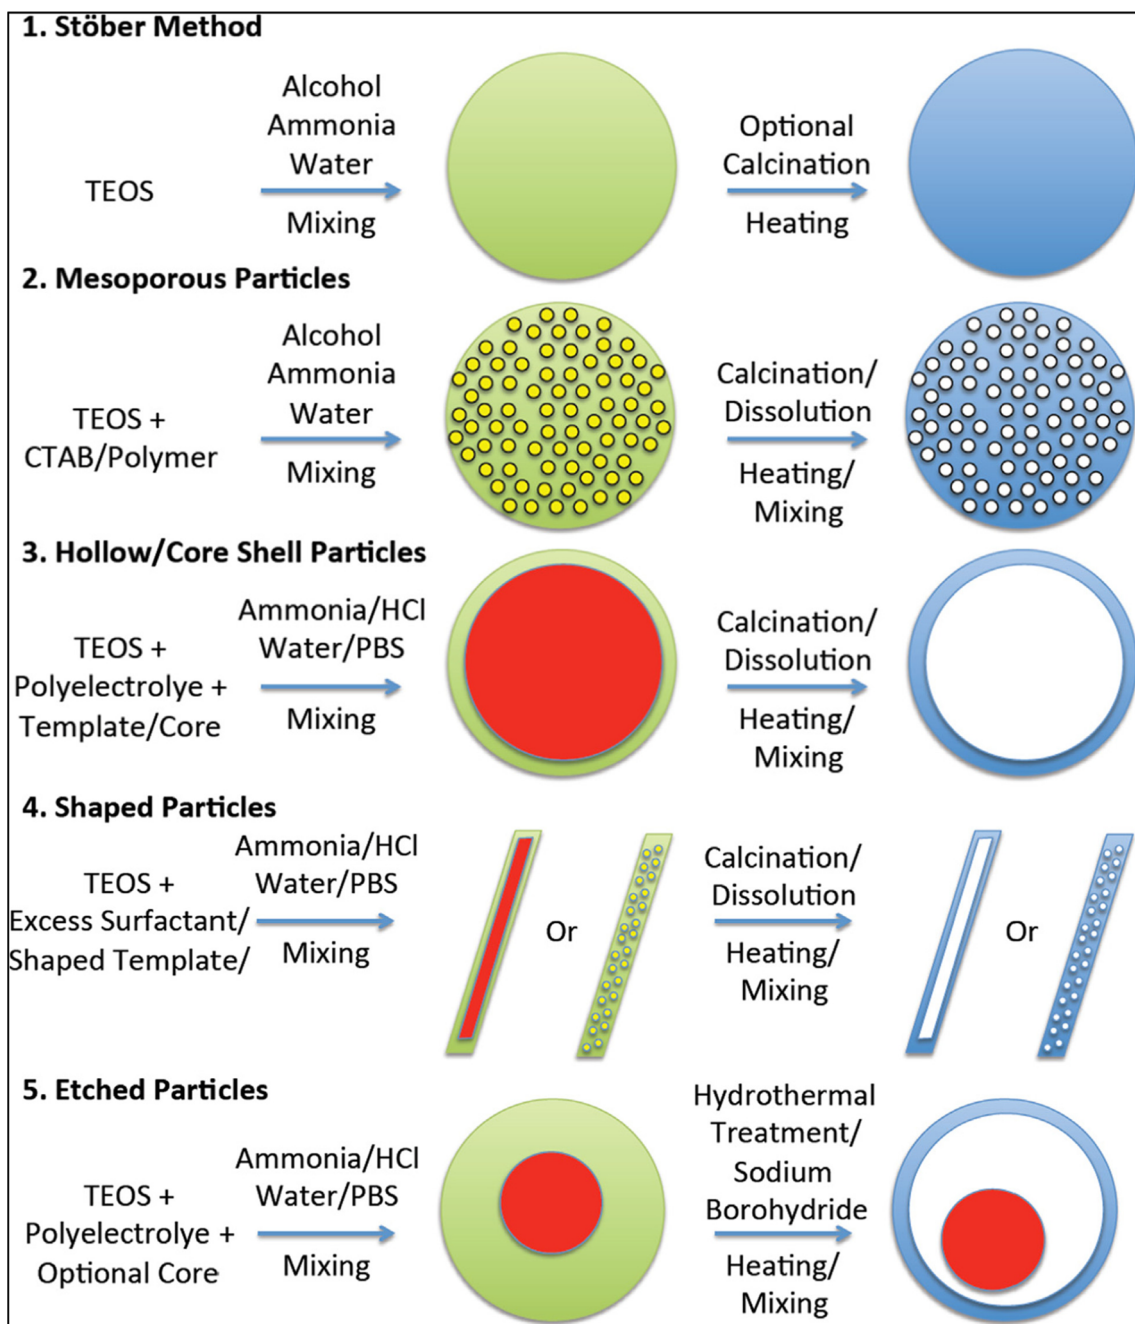 1. Stöber Method
TEOS
Alcohol
Ammonia
Water
Mixing
Optional
Calcination
Heating
2. Mesoporous Particles
TEOS +
CTAB/Polymer
Alcohol
Ammonia
Water
Mixing
Calcination/
Dissolution
Heating/
Mixing
3. Hollow/Core Shell Particles
TEOS +
Polyelectrolye +
Template/Core
Ammonia/HCl
Water/PBS
Mixing
Calcination/
Dissolution
Heating/
Mixing
4. Shaped Particles
TEOS +
Excess Surfactant/
Shaped Template/
Ammonia/HCl
Water/PBS
Mixing
Or
Calcination/
Dissolution
Heating/
Mixing
Or
5. Etched Particles
TEOS +
Polyelectrolye +
Optional Core
Ammonia/HCl
Water/PBS
Mixing
Hydrothermal
Treatment/
Sodium
Borohydride
Heating/
Mixing